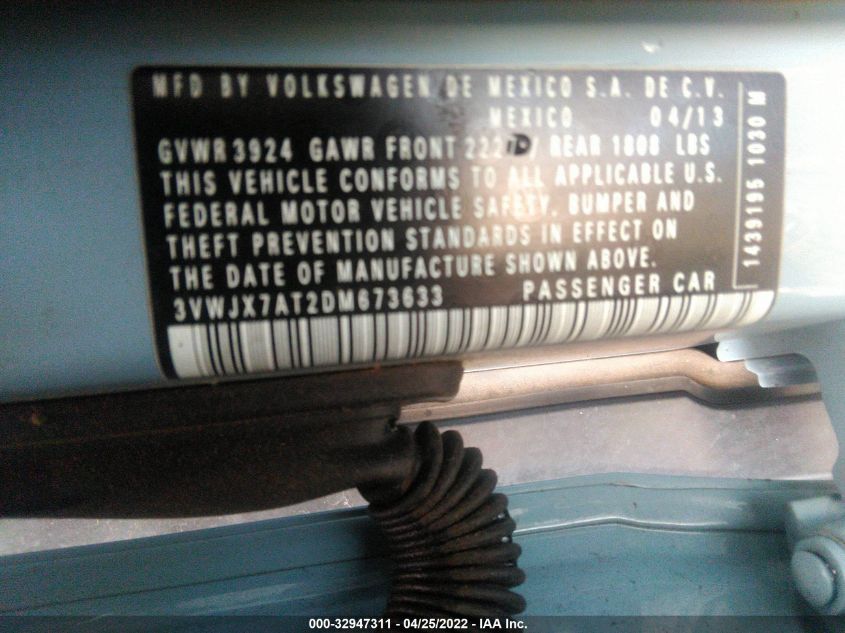 MFD BY VOLKSWAGEN DE MEXICO S.A. DE C.V.
MEXICO 04/13
GVWR 3924 GAWR FRONT REAR 1808 LBS
THIS VEHICLE CONFORMS TO ALL APPLICABLE U.S.
FEDERAL MOTOR VEHICLE SAFETY, BUMPER AND
THEFT PREVENTION STANDARDS IN EFFECT ON
THE DATE OF MANUFACTURE SHOWN ABOVE.
3VWJX7AT2DM673633 PASSENGER CAR
1439195 1030 M
000-32947311 - 04/25/2022 - IAA Inc.